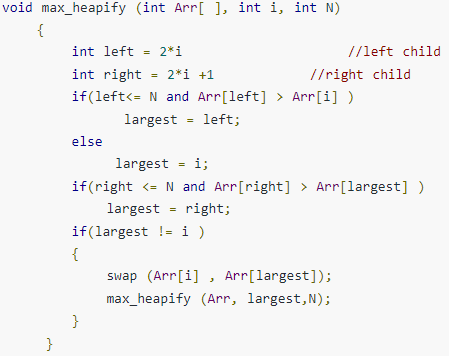 void max_heapify (int Arr[ ], int i, int N)
{
int left = 2*i //left child
int right = 2*i +1 //right child
if(left<= N and Arr[left] > Arr[i] )
largest = left;
else
largest = i;
if(right <= N and Arr[right] > Arr[largest] )
largest = right;
if(largest != i )
{
swap (Arr[i] , Arr[largest]);
max_heapify (Arr, largest,N);
}
}